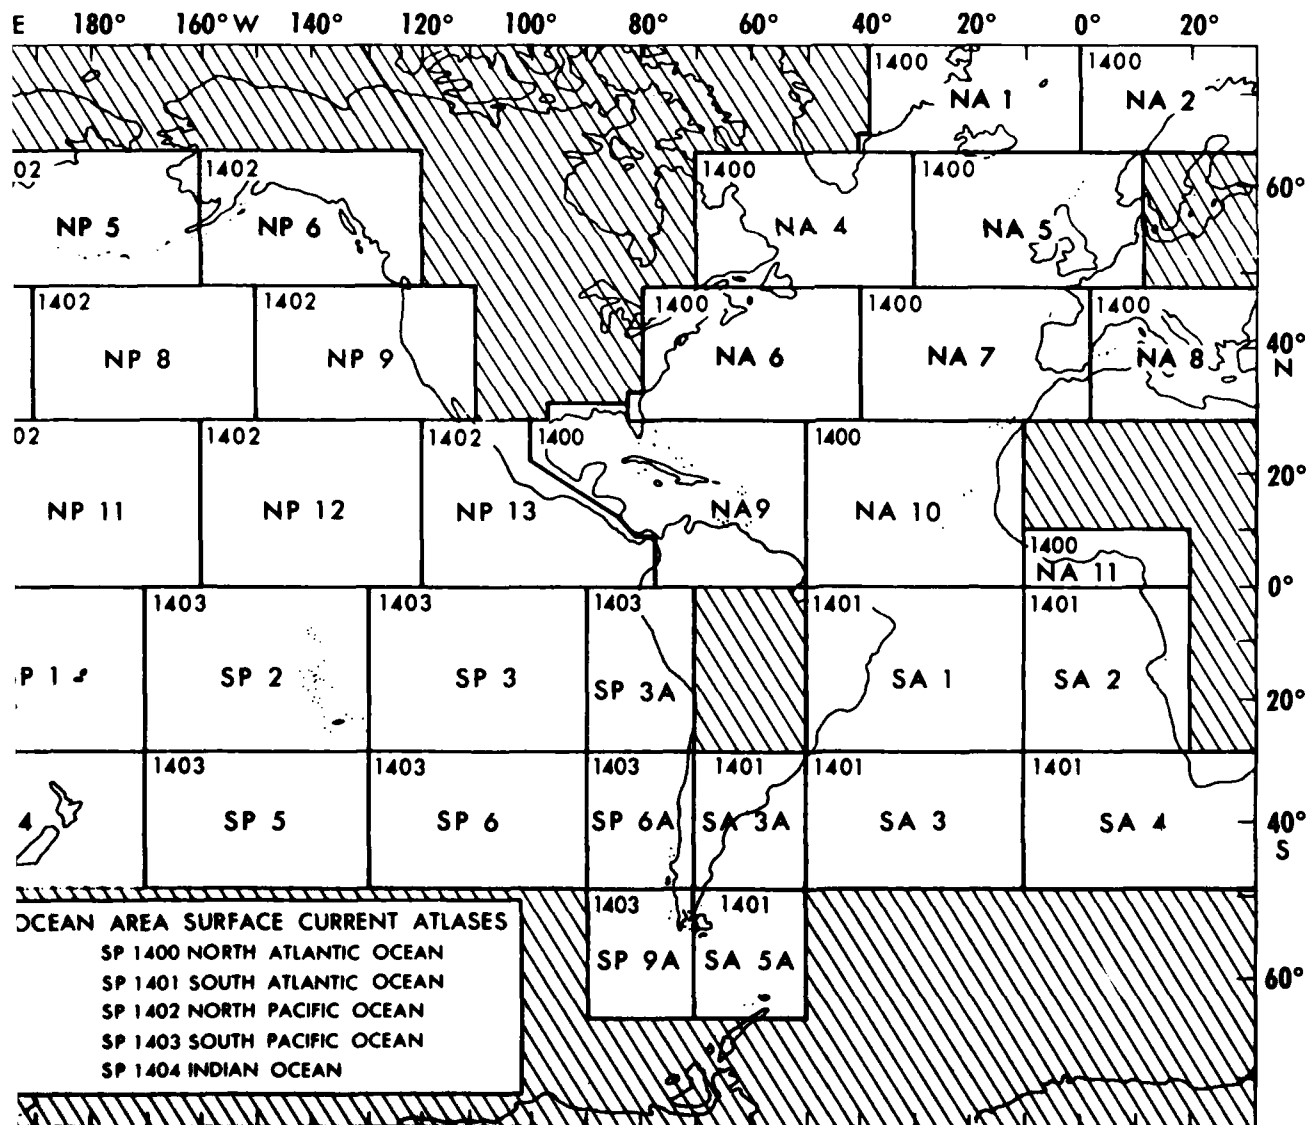 E 180° 160° W 140° 120° 100° 80° 60° 40° 20° 0° 20°
1400 1400
NA 1 NA 2
02 1402 1400 1400
60°
NP 5 NP 6 NA 4 NA 5
1402 1402 1400 1400 1400
40°
N
NP 8 NP 9 NA 6 NA 7 NA 8
02 1402 1402 1400 1400
20°
NP 11 NP 12 NP 13 NA9 NA 10
1400
NA 11
0°
1403 1403 1403 1401 1401
P 1 SP 2 SP 3 SP 3A SA 1 SA 2
20°
1403 1403 1403 1401 1401 1401
4 SP 5 SP 6 SP 6A SA 3A SA 3 SA 4
40°
S
1403 1401
SP 9A SA 5A
60°
OCEAN AREA SURFACE CURRENT ATLASES
SP 1400 NORTH ATLANTIC OCEAN
SP 1401 SOUTH ATLANTIC OCEAN
SP 1402 NORTH PACIFIC OCEAN
SP 1403 SOUTH PACIFIC OCEAN
SP 1404 INDIAN OCEAN